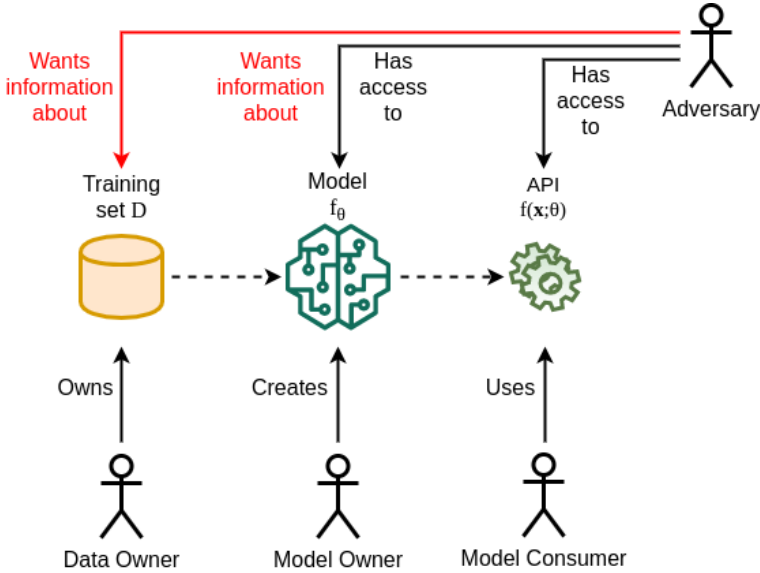 Wants
information
about
Wants
information
about
Has
access
to
Has
access
to
Adversary
Training
set D
Model
fθ
API
f(x;θ)
Owns
Creates
Uses
Data Owner
Model Owner
Model Consumer